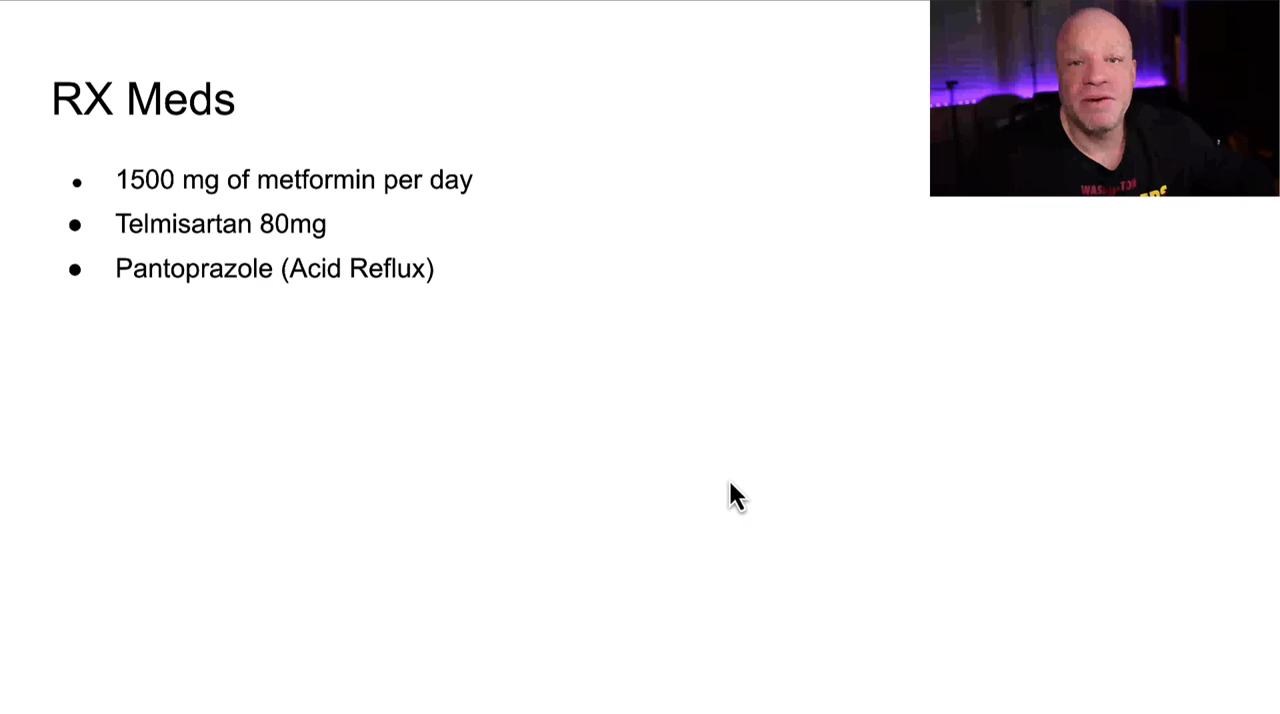 RX Meds
1500 mg of metformin per day
Telmisartan 80mg
Pantoprazole (Acid Reflux)